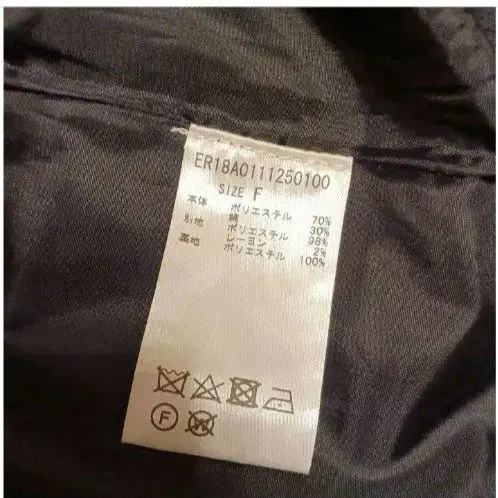 ER18A0111250100
SIZE F
本体 ポリエステル 70%
綿 30%
別地 ポリエステル 98%
レーヨン 2%
裏地 ポリエステル 100%
F
W